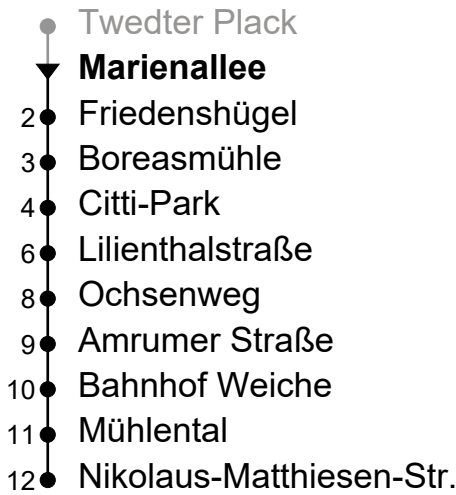 Twedter Plack
Marienallee
2 Friedenshügel
3 Boreasmühle
4 Citti-Park
6 Lilienthalstraße
8 Ochsenweg
9 Amrumer Straße
10 Bahnhof Weiche
11 Mühlental
12 Nikolaus-Matthiesen-Str.